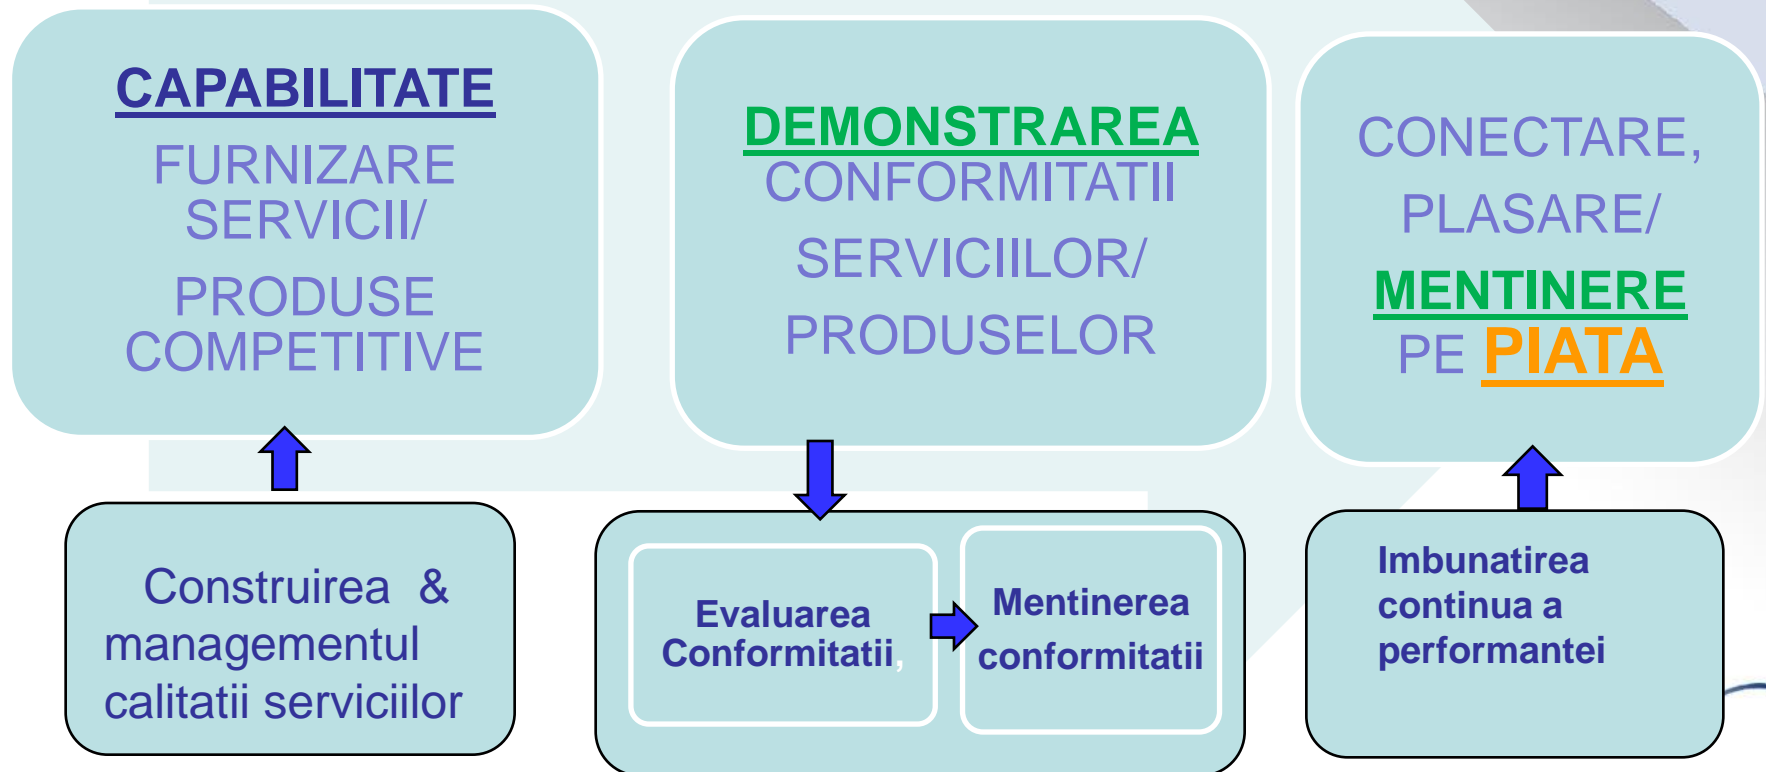 CAPABILITATE
FURNIZARE
SERVICII/
PRODUSE
COMPETITIVE
DEMONSTRAREA
CONFORMITATII
SERVICIILOR/
PRODUSELOR
CONECTARE,
PLASARE/
MENTINERE
PE PIATA
Construirea & 
managementul
calitatii serviciilor
Evaluarea
Conformitatii,
Mentinerea
conformitatii
Imbunatirea
continua a
performantei